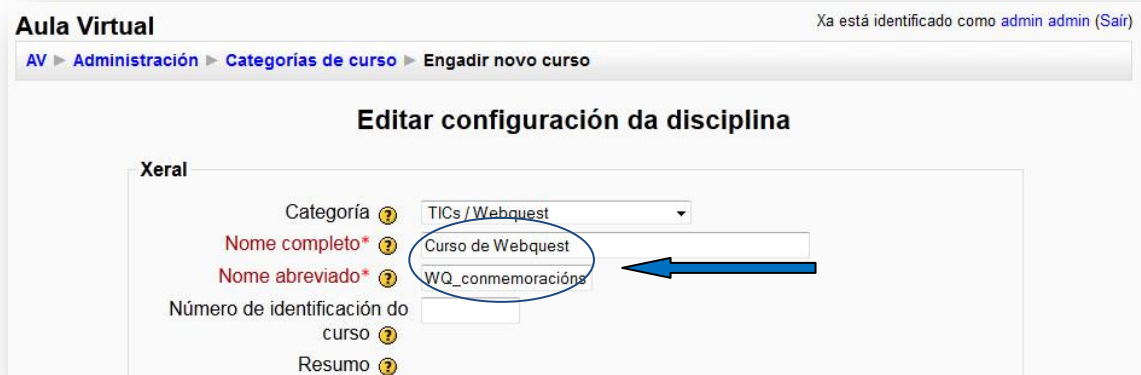 Aula Virtual
Xa está identificado como admin admin (Saír)
AV ► Administración ► Categorías de curso ► Engadir novo curso
Editar configuración da disciplina
Xeral
Categoría ? TICs / Webquest
Nome completo* ? Curso de Webquest
Nome abreviado* ? WQ_conmemoracións
Número de identificación do
curso ?
Resumo ?